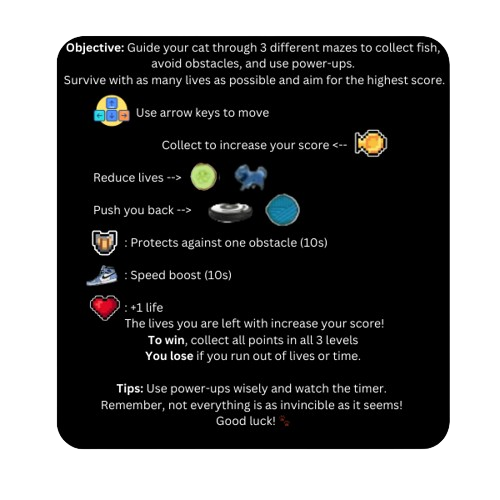 Objective: Guide your cat through 3 different mazes to collect fish,
avoid obstacles, and use power-ups.
Survive with as many lives as possible and aim for the highest score.
Use arrow keys to move
Collect to increase your score <--
Reduce lives -->
Push you back -->
: Protects against one obstacle (10s)
: Speed boost (10s)
: +1 life
The lives you are left with increase your score!
To win, collect all points in all 3 levels
You lose if you run out of lives or time.
Tips: Use power-ups wisely and watch the timer.
Remember, not everything is as invincible as it seems!
Good luck! 🐾